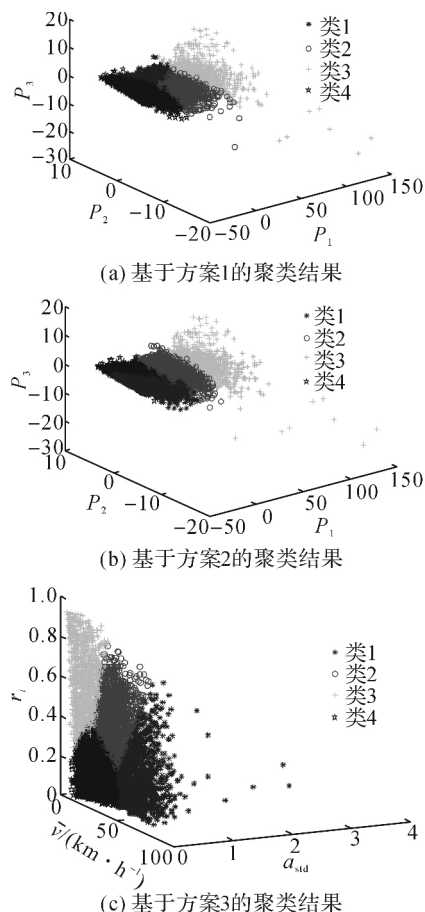 20
10
0
-10
-20
-30
P3
10
0
-10
-20
P2
-50
0
50
100
150
P1
* 类1
○ 类2
+ 类3
☆ 类4
(a) 基于方案1的聚类结果
20
10
0
-10
-20
-30
P3
10
0
-10
-20
P2
-50
0
50
100
150
P1
* 类1
○ 类2
+ 类3
☆ 类4
(b) 基于方案2的聚类结果
1.0
0.8
0.6
0.4
0.2
0
ri
0
50
100
v̄/(km·h⁻¹)
0
1
2
3
4
astd
* 类1
○ 类2
+ 类3
☆ 类4
(c) 基于方案3的聚类结果